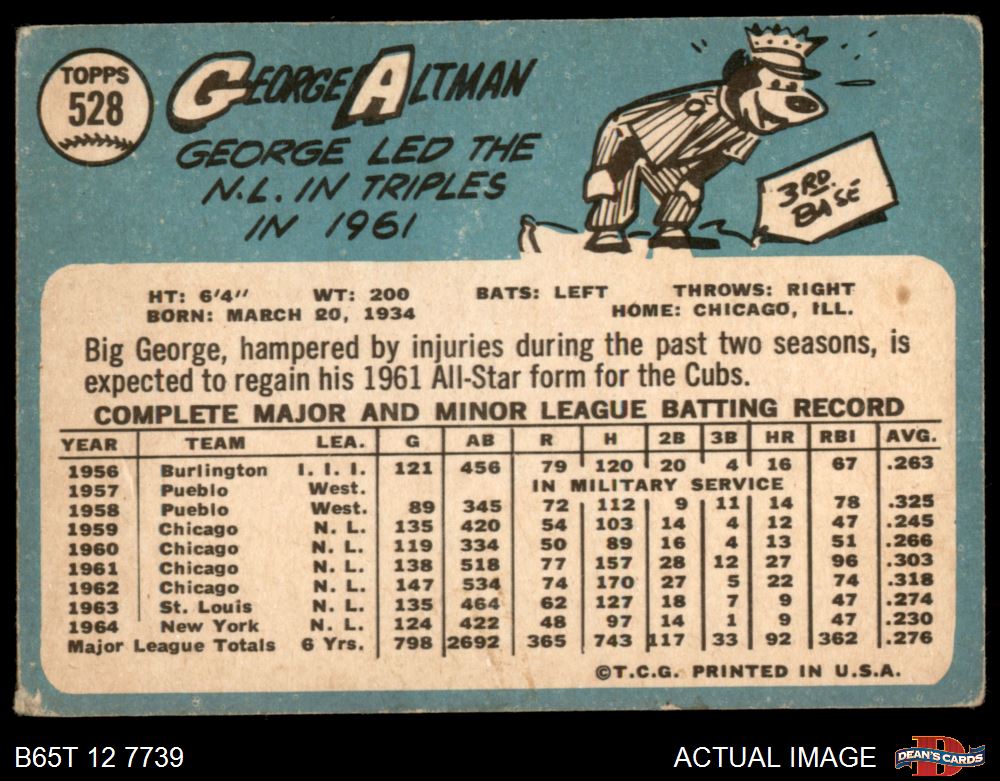 TOPPS
528
GEORGE ALTMAN
GEORGE LED THE
N.L. IN TRIPLES
IN 1961
3RD.
BASE
HT: 6'4" WT: 200 BATS: LEFT THROWS: RIGHT
BORN: MARCH 20, 1934 HOME: CHICAGO, ILL.
Big George, hampered by injuries during the past two seasons, is
expected to regain his 1961 All-Star form for the Cubs.
COMPLETE MAJOR AND MINOR LEAGUE BATTING RECORD
YEAR TEAM LEA. G AB R H 2B 3B HR RBI AVG.
1956 Burlington I. I. I. 121 456 79 120 20 4 16 67 .263
1957 Pueblo West. IN MILITARY SERVICE
1958 Pueblo West. 89 345 72 112 9 11 14 78 .325
1959 Chicago N. L. 135 420 54 103 14 4 12 47 .245
1960 Chicago N. L. 119 334 50 89 16 4 13 51 .266
1961 Chicago N. L. 138 518 77 157 28 12 27 96 .303
1962 Chicago N. L. 147 534 74 170 27 5 22 74 .318
1963 St. Louis N. L. 135 464 62 127 18 7 9 47 .274
1964 New York N. L. 124 422 48 97 14 1 9 47 .230
Major League Totals 6 Yrs. 798 2692 365 743 117 33 92 362 .276
©T.C.G. PRINTED IN U.S.A.
B65T 12 7739 ACTUAL IMAGE
DEAN'S CARDS